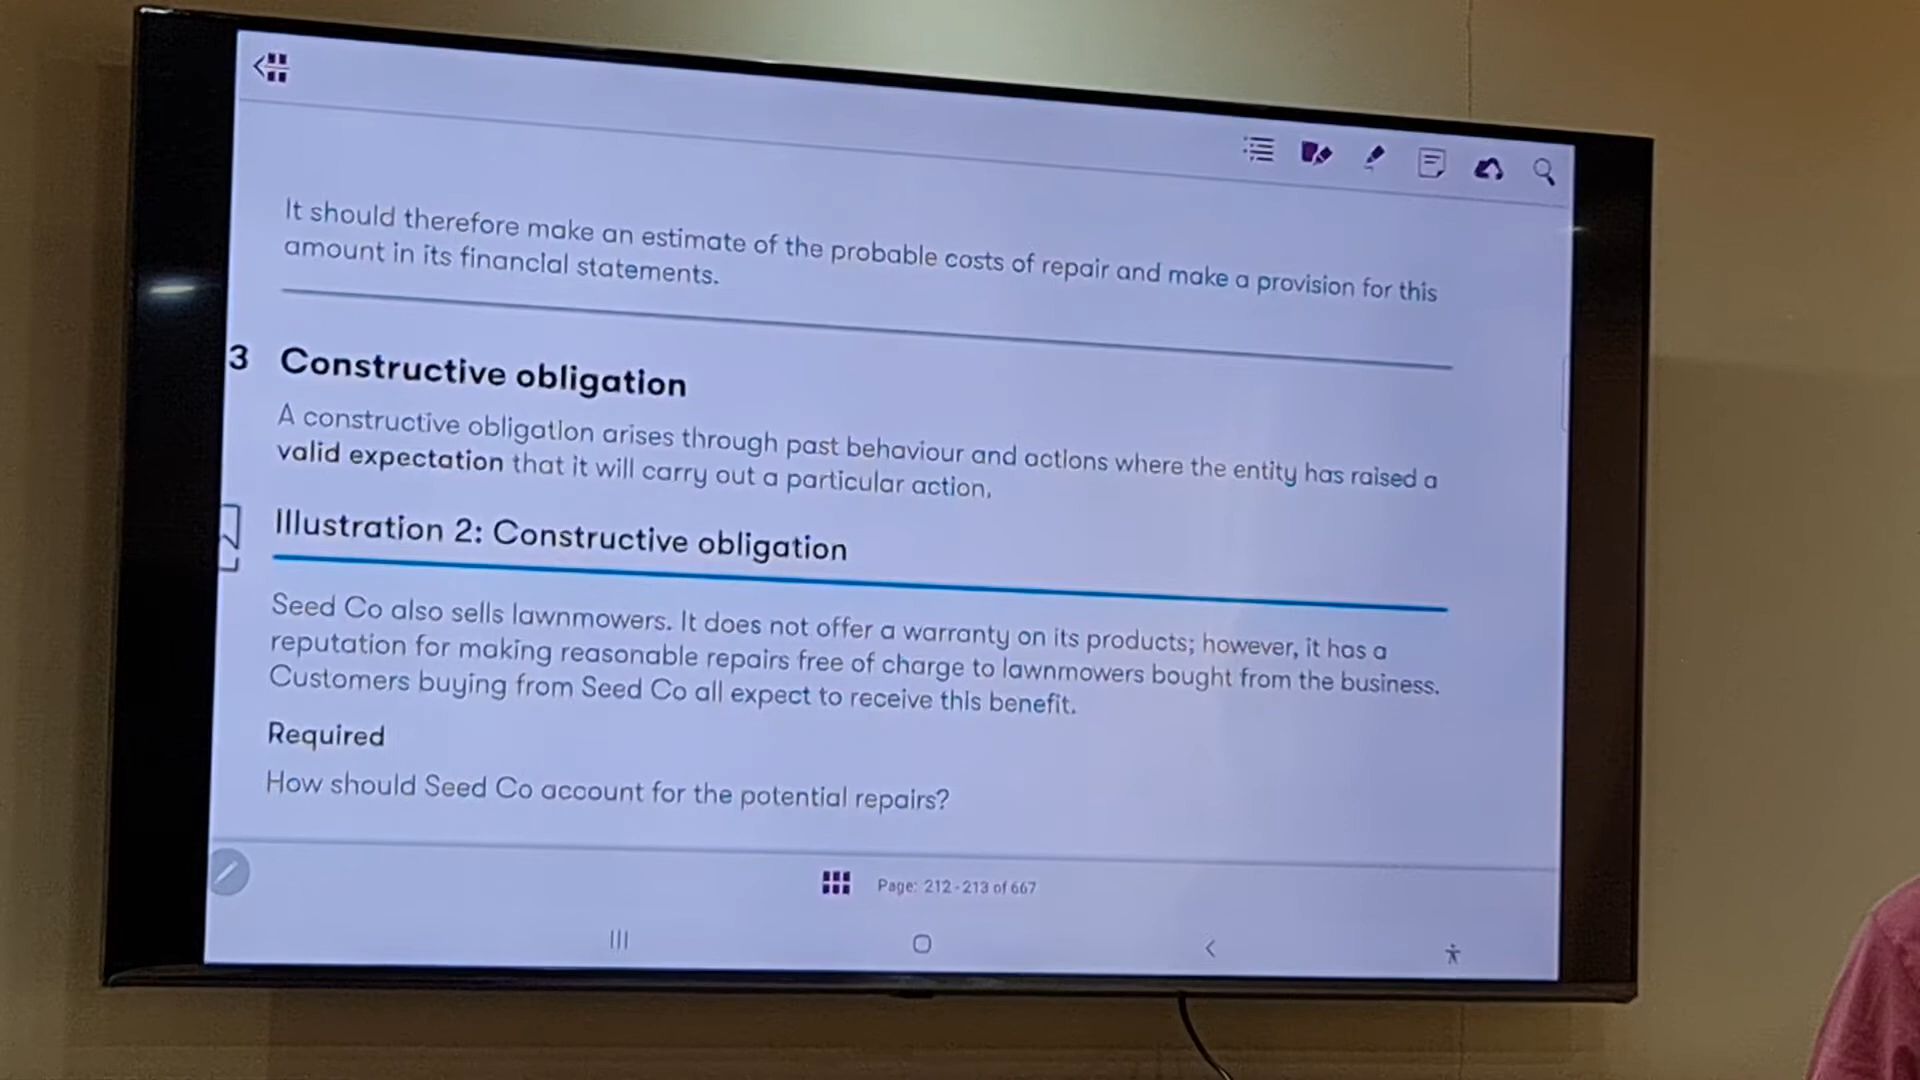 It should therefore make an estimate of the probable costs of repair and make a provision for this
amount in its financial statements.
3 Constructive obligation
A constructive obligation arises through past behaviour and actions where the entity has raised a
valid expectation that it will carry out a particular action.
Illustration 2: Constructive obligation
Seed Co also sells lawnmowers. It does not offer a warranty on its products; however, it has a
reputation for making reasonable repairs free of charge to lawnmowers bought from the business.
Customers buying from Seed Co all expect to receive this benefit.
Required
How should Seed Co account for the potential repairs?
Page: 212-213 of 667